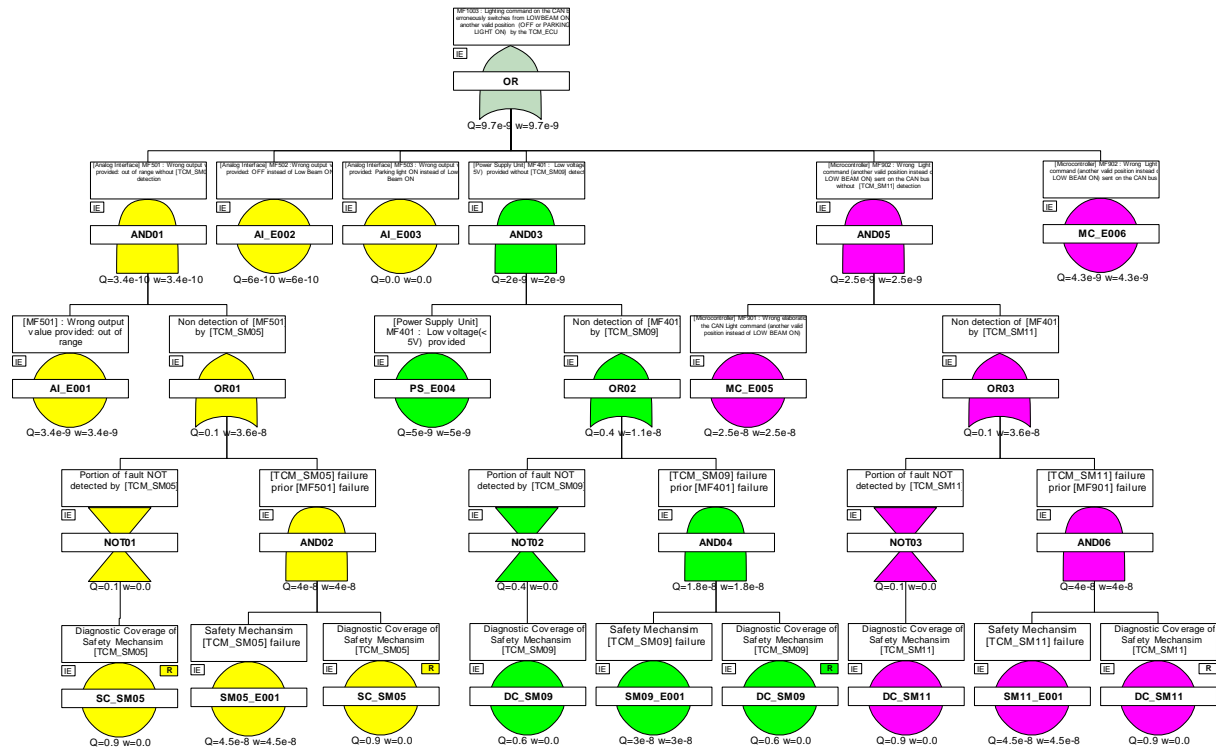 MF1003 : Lighting command on the CAN B
erroneously switches from LOWBEAM ON
another valid position (OFF or PARKING
LIGHT ON) by the TCM_ECU
IE
OR
Q=9.7e-9 w=9.7e-9
[Analog Interface] MF501 : Wrong output v
provided: out of range without [TCM_SM0
detection
IE
AND01
Q=3.4e-10 w=3.4e-10
[Analog Interface] MF502 :Wrong output v
provided: OFF instead of Low Beam ON
IE
AI_E002
Q=6e-10 w=6e-10
[Analog Interface] MF503 : Wrong output
provided: Parking light ON instead of Low
Beam ON
IE
AI_E003
Q=0.0 w=0.0
[Power Supply Unit] MF401 : Low voltage
5V) provided without [TCM_SM09] detect
IE
AND03
Q=2e-9 w=2e-9
[Microcontroller] MF902 : Wrong Light
command (another valid position instead o
LOW BEAM ON) sent on the CAN bus
without [TCM_SM11] detection
IE
AND05
Q=2.5e-9 w=2.5e-9
[Microcontroller] MF902 : Wrong Light
command (another valid position instead o
LOW BEAM ON) sent on the CAN bus
IE
MC_E006
Q=4.3e-9 w=4.3e-9
[MF501] : Wrong output
value provided: out of
range
IE
AI_E001
Q=3.4e-9 w=3.4e-9
Non detection of [MF501
by [TCM_SM05]
IE
OR01
Q=0.1 w=3.6e-8
[Power Supply Unit]
MF401 : Low voltage(<
5V) provided
IE
PS_E004
Q=5e-9 w=5e-9
Non detection of [MF401
by [TCM_SM09]
IE
OR02
Q=0.4 w=1.1e-8
[Microcontroller] MF901 : Wrong elaborate
the CAN Light command (another valid
position instead of LOW BEAM ON)
IE
MC_E005
Q=2.5e-8 w=2.5e-8
Non detection of [MF401
by [TCM_SM11]
IE
OR03
Q=0.1 w=3.6e-8
Portion of fault NOT
detected by [TCM_SM05]
IE
NOT01
Q=0.1 w=0.0
[TCM_SM05] failure
prior [MF501] failure
IE
AND02
Q=4e-8 w=4e-8
Portion of fault NOT
detected by [TCM_SM09]
IE
NOT02
Q=0.4 w=0.0
[TCM_SM09] failure
prior [MF401] failure
IE
AND04
Q=1.8e-8 w=1.8e-8
Portion of fault NOT
detected by [TCM_SM11]
IE
NOT03
Q=0.1 w=0.0
[TCM_SM11] failure
prior [MF901] failure
IE
AND06
Q=4e-8 w=4e-8
Diagnostic Coverage of
Safety Mechansim
[TCM_SM05]
IE
R
SC_SM05
Q=0.9 w=0.0
Safety Mechansim
[TCM_SM05] failure
IE
SM05_E001
Q=4.5e-8 w=4.5e-8
Diagnostic Coverage of
Safety Mechansim
[TCM_SM05]
IE
R
SC_SM05
Q=0.9 w=0.0
Diagnostic Coverage of
Safety Mechansim
[TCM_SM09]
IE
DC_SM09
Q=0.6 w=0.0
Safety Mechansim
[TCM_SM09] failure
IE
SM09_E001
Q=3e-8 w=3e-8
Diagnostic Coverage of
Safety Mechansim
[TCM_SM09]
IE
R
DC_SM09
Q=0.6 w=0.0
Diagnostic Coverage of
Safety Mechansim
[TCM_SM11]
IE
DC_SM11
Q=0.9 w=0.0
Safety Mechansim
[TCM_SM11] failure
IE
SM11_E001
Q=4.5e-8 w=4.5e-8
Diagnostic Coverage of
Safety Mechansim
[TCM_SM11]
IE
R
DC_SM11
Q=0.9 w=0.0